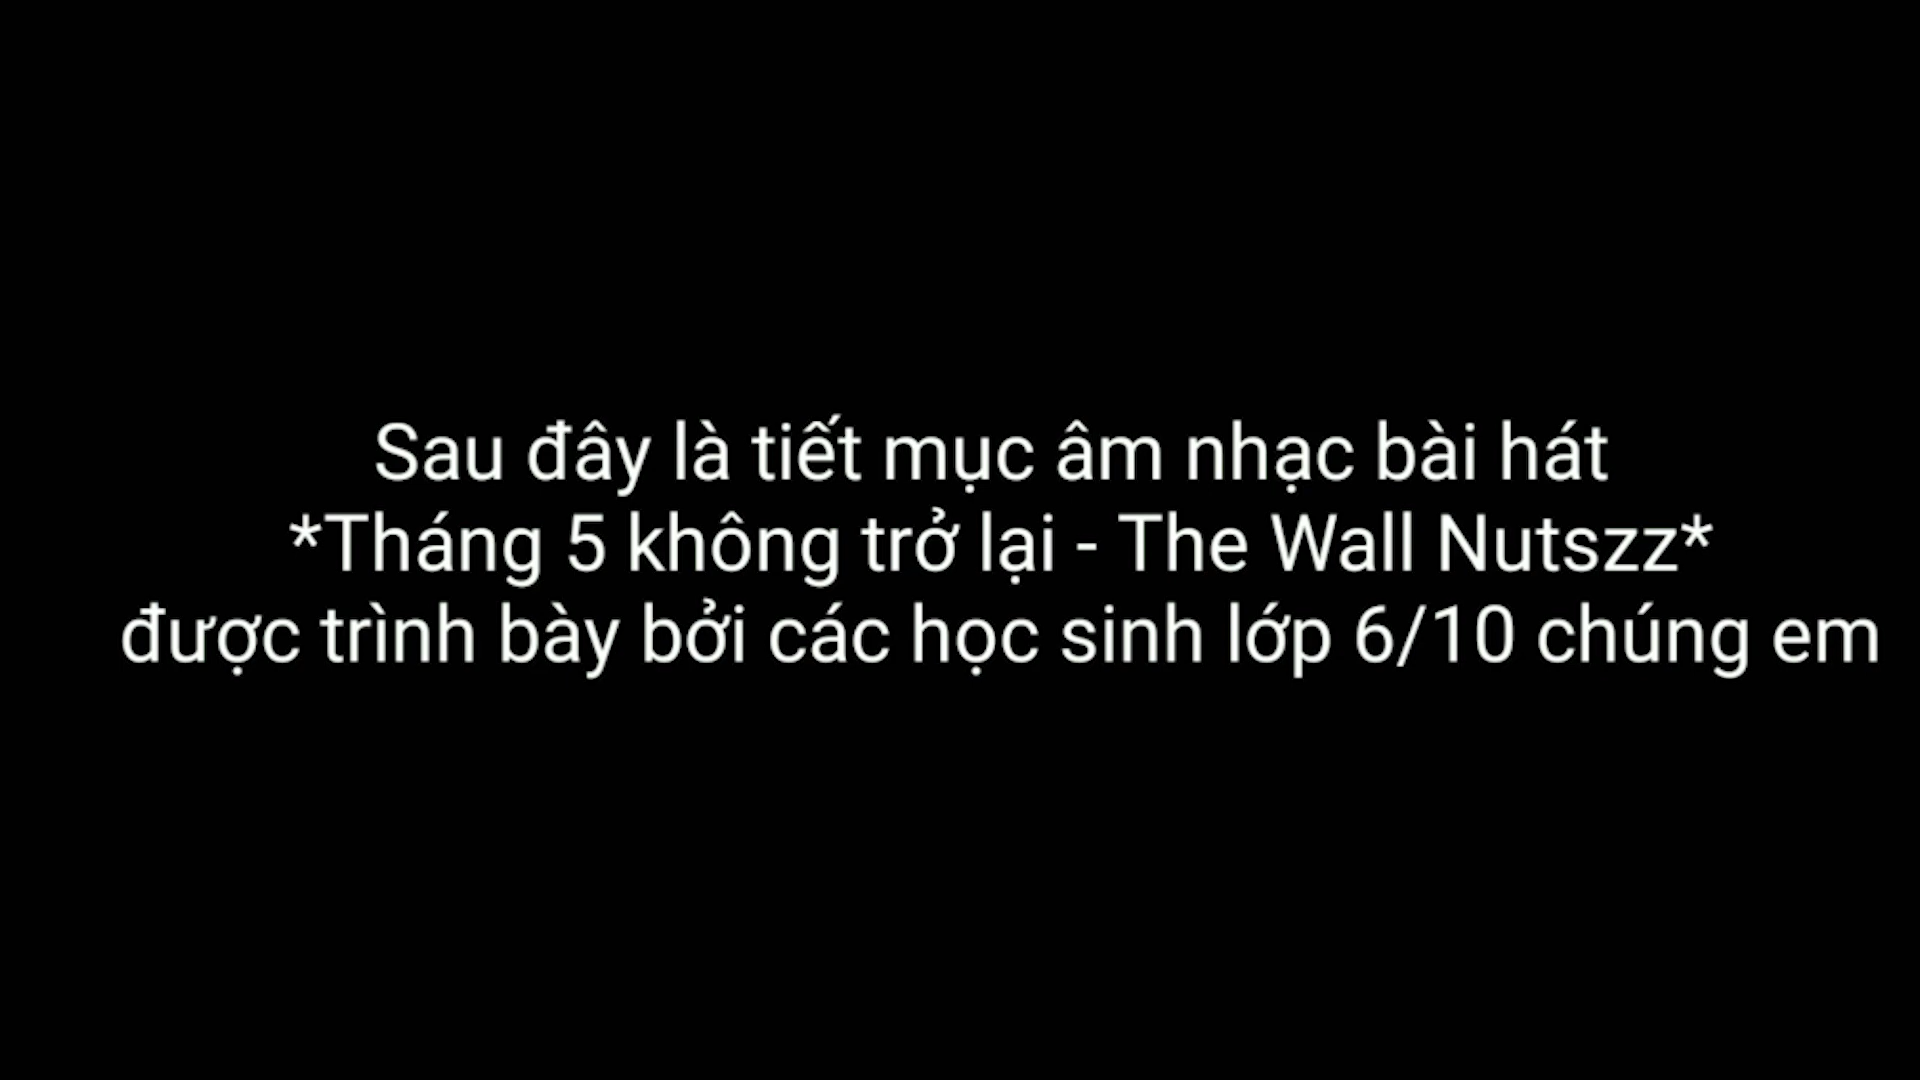 Sau đây là tiết mục âm nhạc bài hát
*Tháng 5 không trở lại - The Wall Nutszz*
được trình bày bởi các học sinh lớp 6/10 chúng em